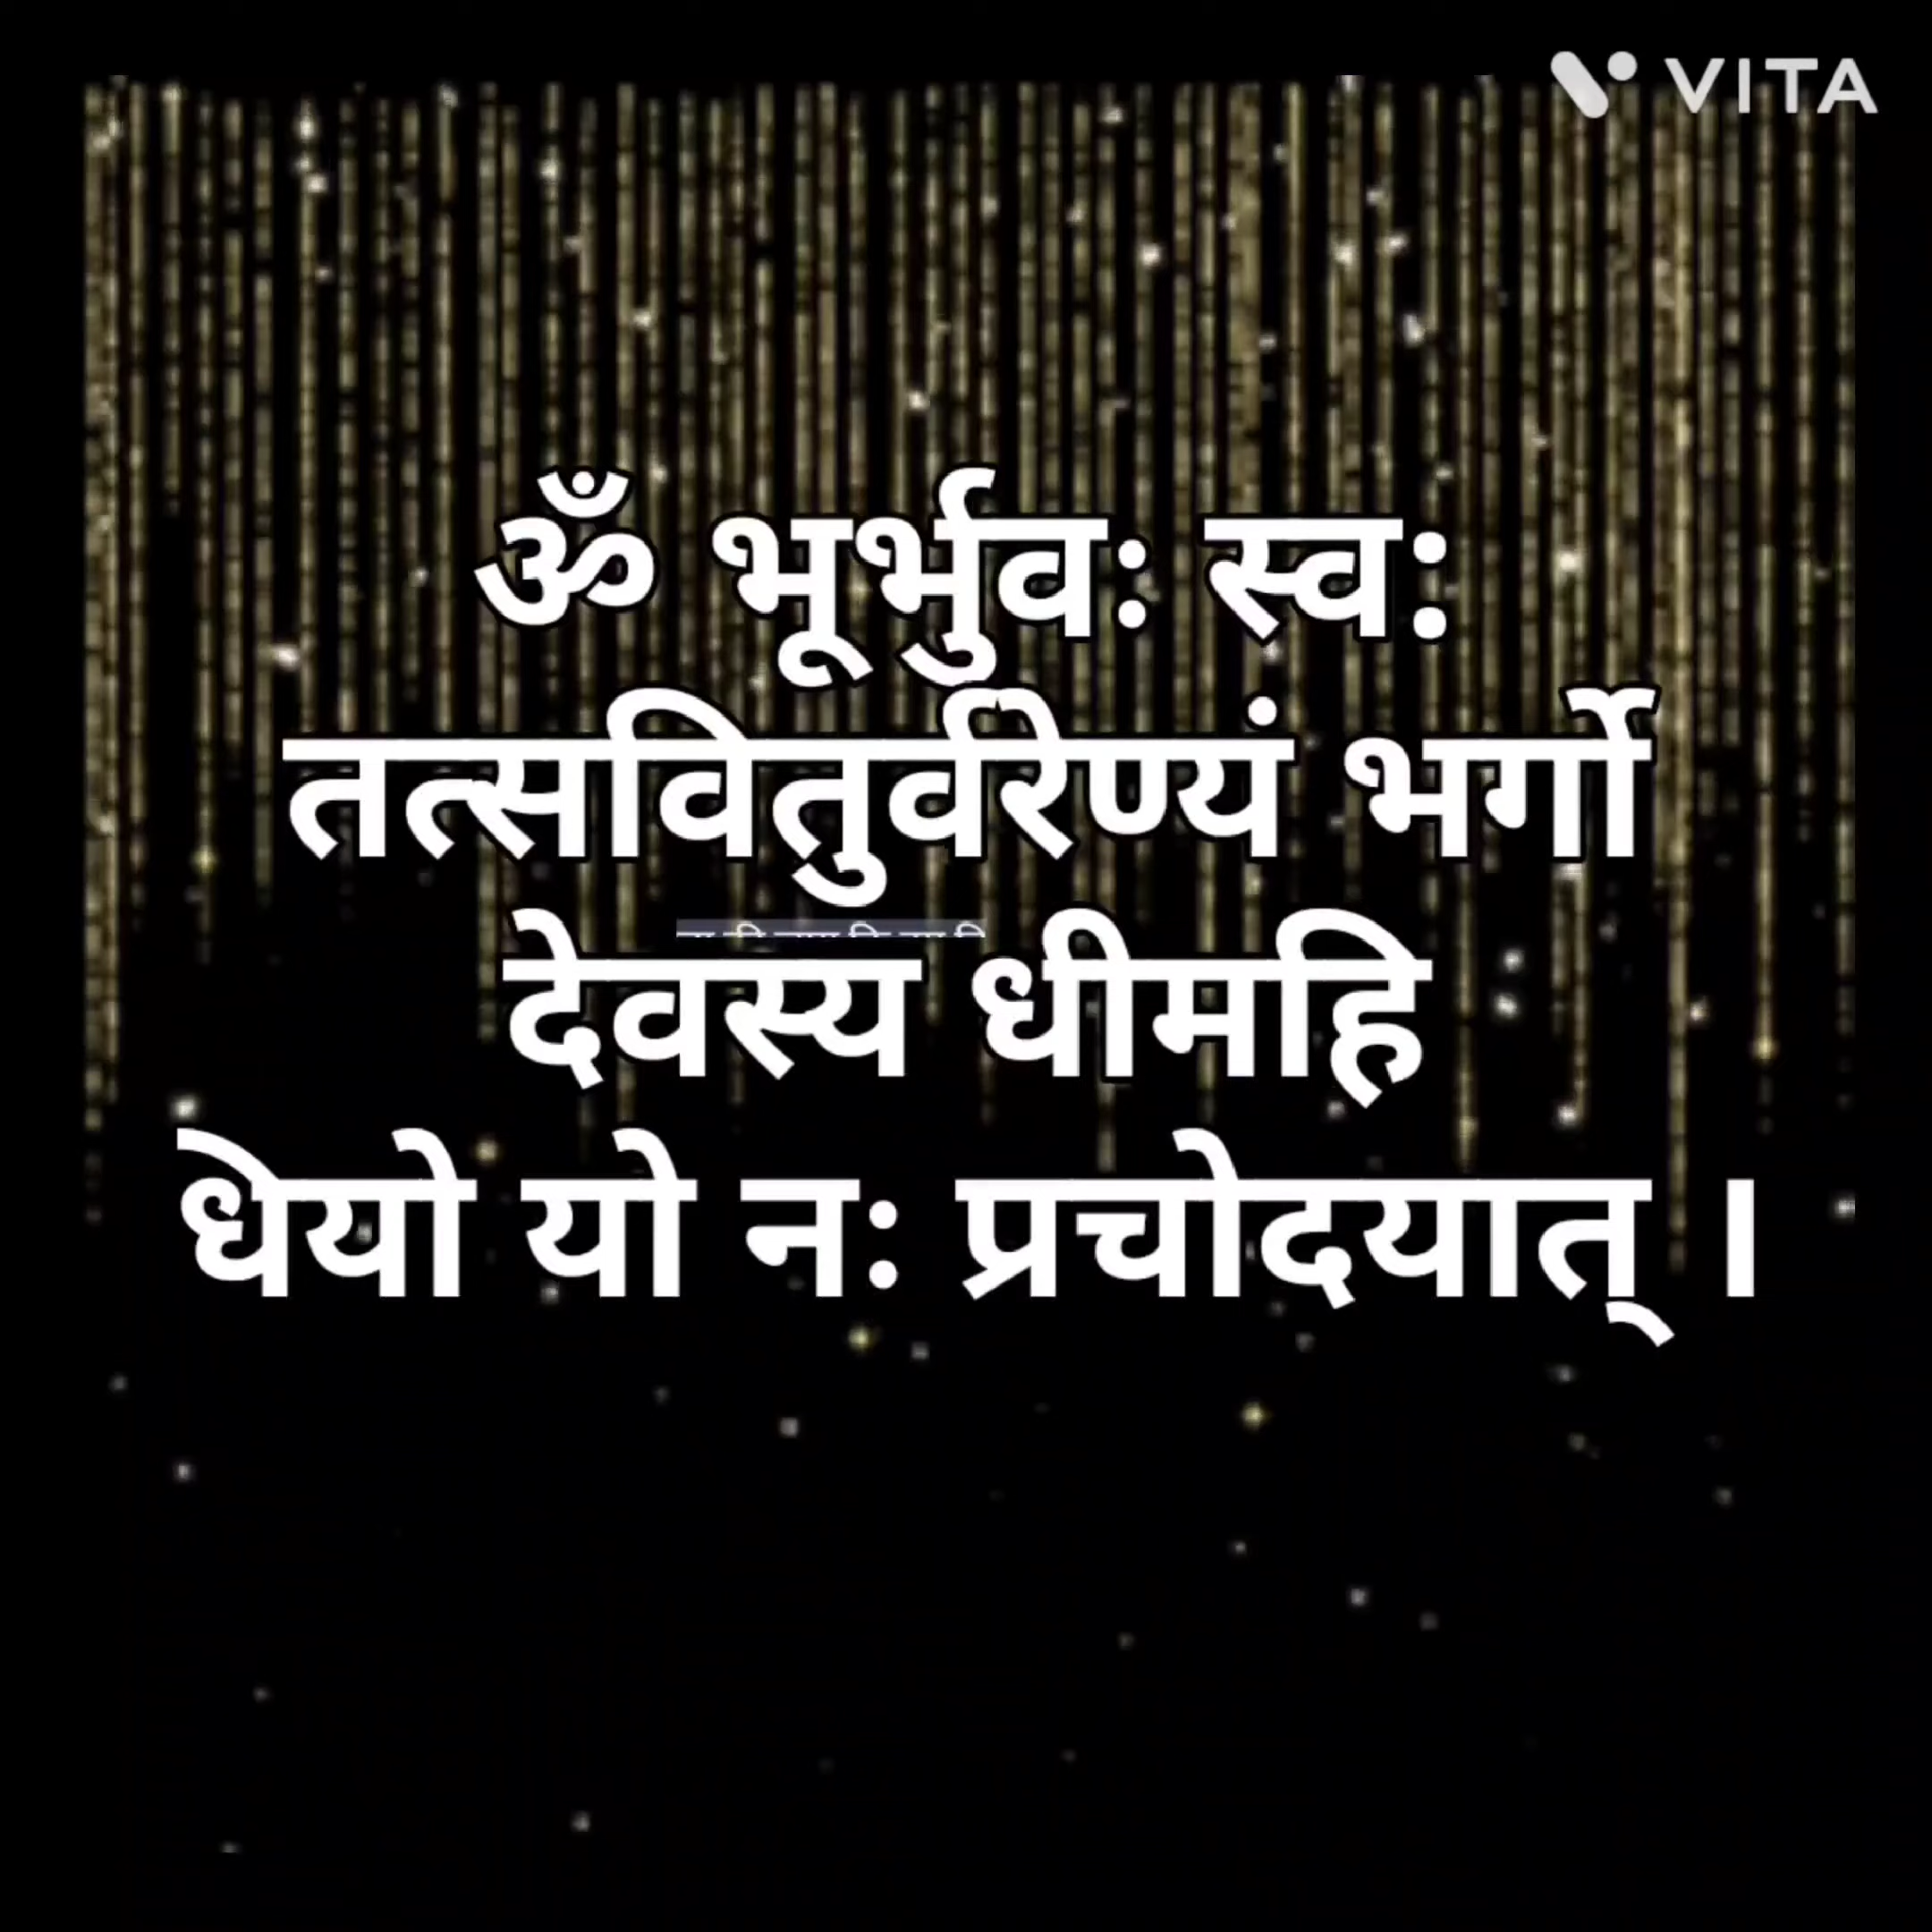 VITA
ॐ भूर्भुवः स्वः
तत्सवितुर्वरेण्यं भर्गो
देवस्य धीमहि
धियो यो नः प्रचोदयात् ।